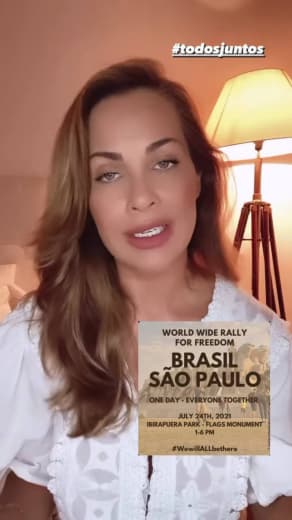 #todosjuntos
WORLD WIDE RALLY
FOR FREEDOM
BRASIL
SÃO PAULO
ONE DAY - EVERYONE TOGETHER
JULY 24TH, 2021
IBIRAPUERA PARK - FLAGS MONUMENT
1-6 PM
#WewillALLbethere